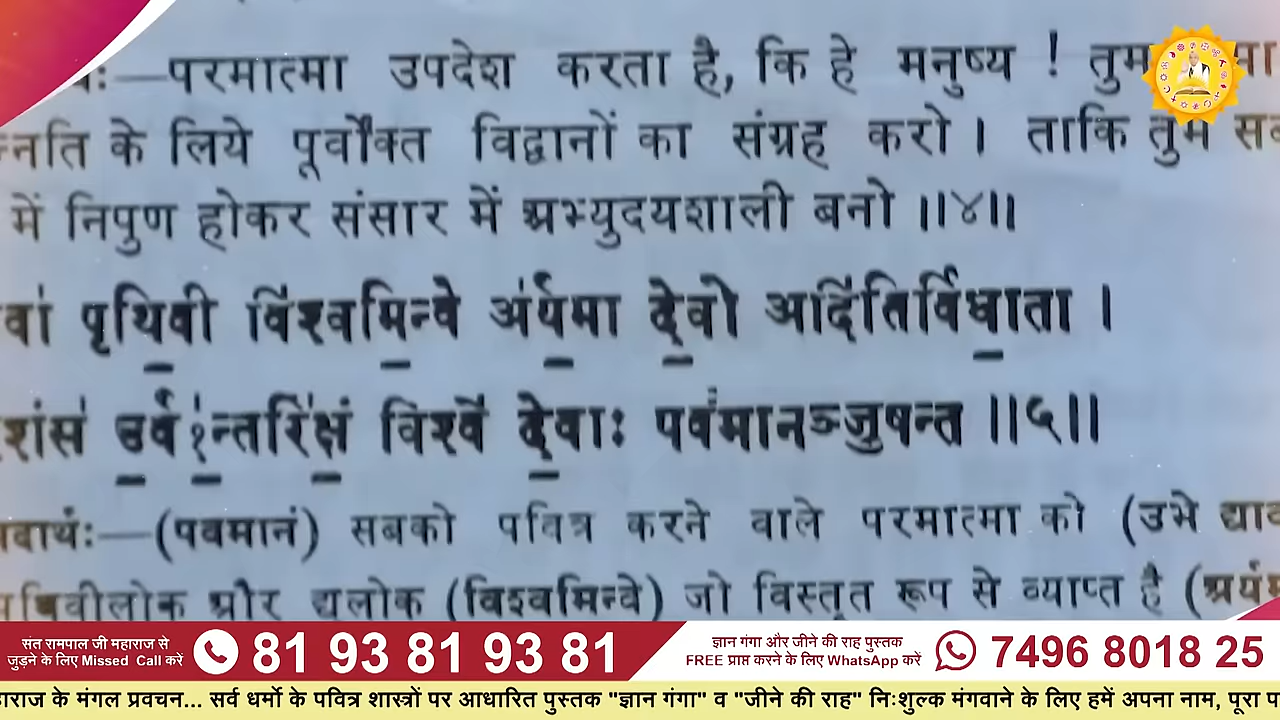 परमात्मा उपदेश करता है, कि हे मनुष्य ! तुम
के लिये पूर्वोक्त विद्वानों का संग्रह करो । ताकि तुम
में निपुण होकर संसार में अभ्युदयशाली बनो ॥४॥
पृथिवी विश्वमिन्वे अर्यमा देवो अदितिर्विधाता ।
उर्व१न्तरिक्षं विश्वे देवाः पवमानञ्जुषन्त ॥५॥
(पवमानं) सबको पवित्र करने वाले परमात्मा को (उभे
और द्युलोक (विश्वमिन्वे) जो विस्तृत रूप से व्याप्त है
संत रामपाल जी महाराज से
जुड़ने के लिए Missed Call करें
81 93 81 93 81
ज्ञान गंगा और जीने की राह पुस्तक
FREE प्राप्त करने के लिए WhatsApp करें
7496 8018 25
के मंगल प्रवचन... सर्व धर्मो के पवित्र शास्त्रों पर आधारित पुस्तक "ज्ञान गंगा" व "जीने की राह" निःशुल्क मंगवाने के लिए हमें अपना नाम, पूरा